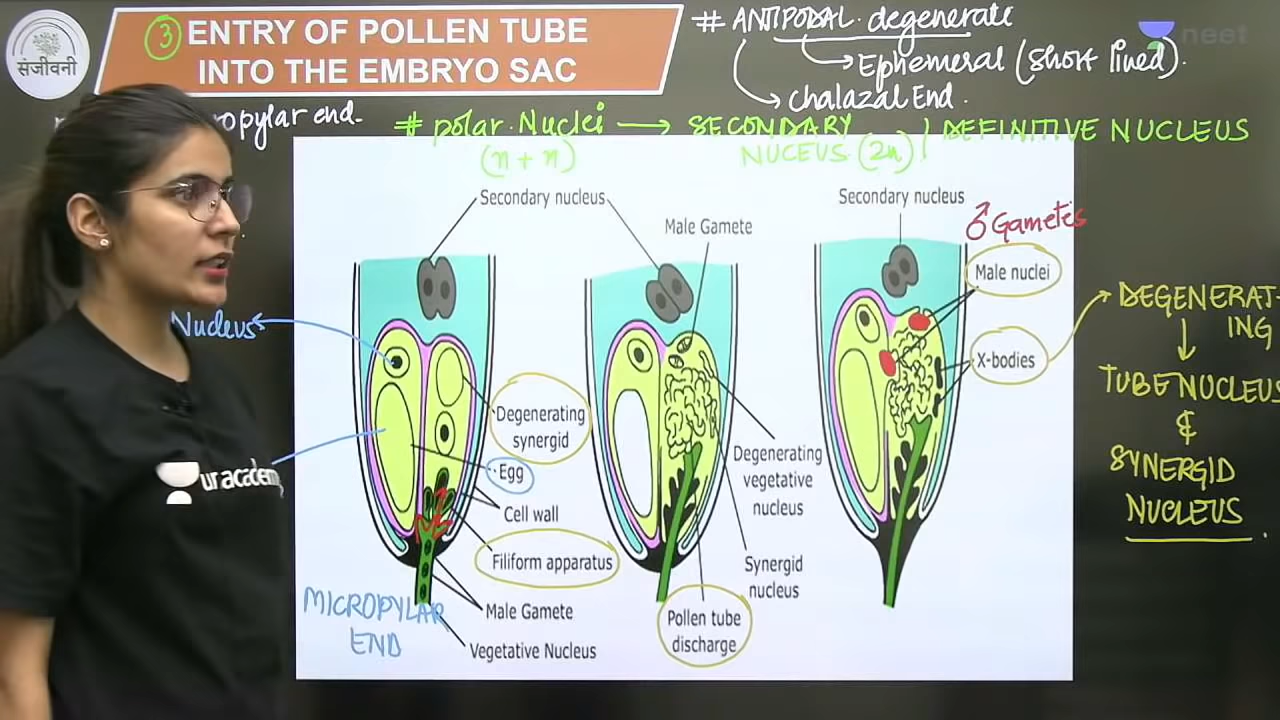 संजीवनी
③ ENTRY OF POLLEN TUBE
INTO THE EMBRYO SAC
# ANTIPODAL degenerate
→ Ephemeral (short lived).
→ Chalazal End.
neet
end.
# polar Nuclei → SECONDARY / DEFINITIVE NUCLEUS
(n + n)
NUCEUS (2n)
Secondary nucleus
Male Gamete
Secondary nucleus
♂ Gametes
Male nuclei
X-bodies
→ DEGENERAT-
ING
↓
TUBE NUCLEUS
&
SYNERGID
NUCLEUS
Nucleus
Degenerating
synergid
Egg
Cell wall
Filiform apparatus
Male Gamete
Vegetative Nucleus
Degenerating
vegetative
nucleus
Synergid
nucleus
Pollen tube
discharge
MICROPYLAR
END